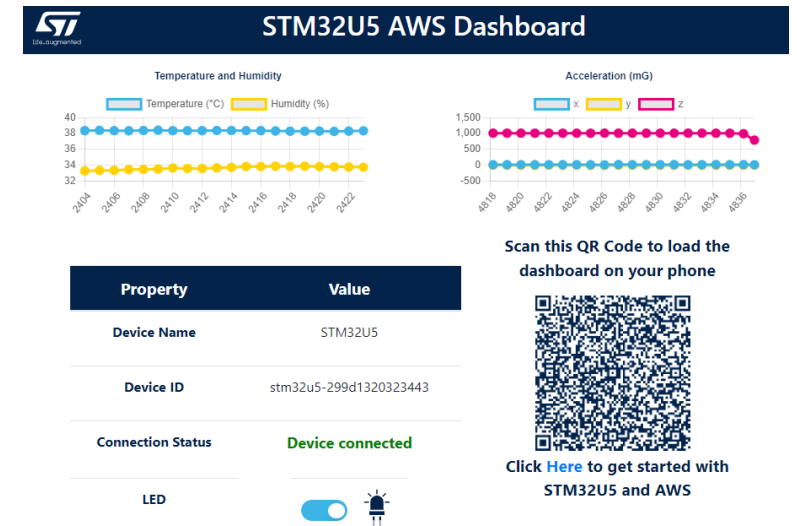 ST
life.augmented
STM32U5 AWS Dashboard
Temperature and Humidity
Temperature (°C) Humidity (%)
40
38
36
34
32
2404 2406 2408 2410 2412 2414 2416 2418 2420 2422
Acceleration (mG)
x y z
1,500
1,000
500
0
-500
4818 4820 4822 4824 4826 4828 4830 4832 4834 4836
Property Value
Device Name STM32U5
Device ID stm32u5-299d1320323443
Connection Status Device connected
LED
Scan this QR Code to load the
dashboard on your phone
Click Here to get started with
STM32U5 and AWS